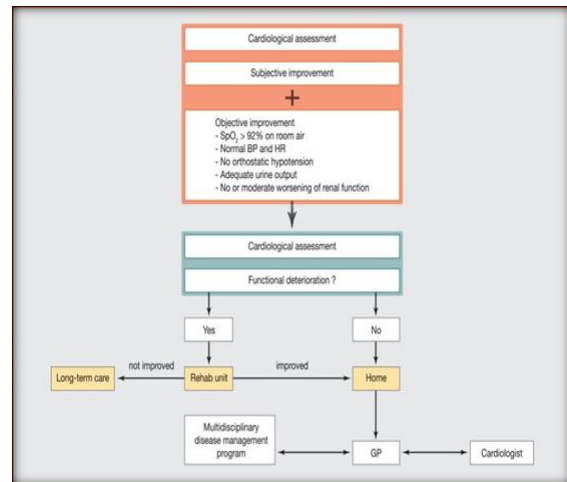 Cardiological assessment
Subjective improvement
+
Objective improvement
- SpO₂ > 92% on room air
- Normal BP and HR
- No orthostatic hypotension
- Adequate urine output
- No or moderate worsening of renal function
Cardiological assessment
Functional deterioration ?
Yes
No
not improved
improved
Long-term care
Rehab unit
Home
Multidisciplinary
disease management
program
GP
Cardiologist